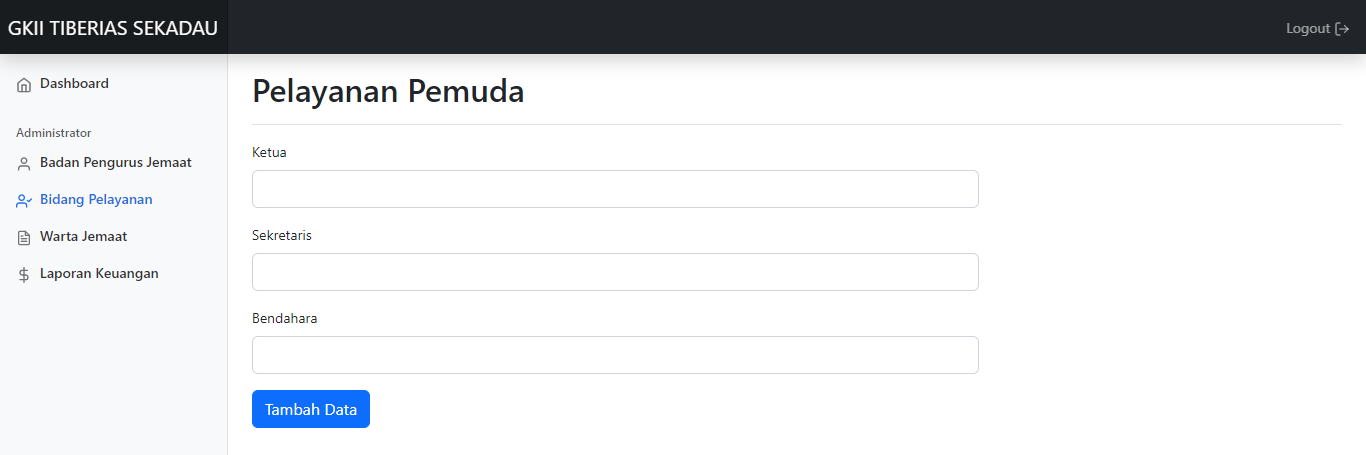 GKII TIBERIAS SEKADAU
Logout
Dashboard
Administrator
Badan Pengurus Jemaat
Bidang Pelayanan
Warta Jemaat
Laporan Keuangan
Pelayanan Pemuda
Ketua
Sekretaris
Bendahara
Tambah Data